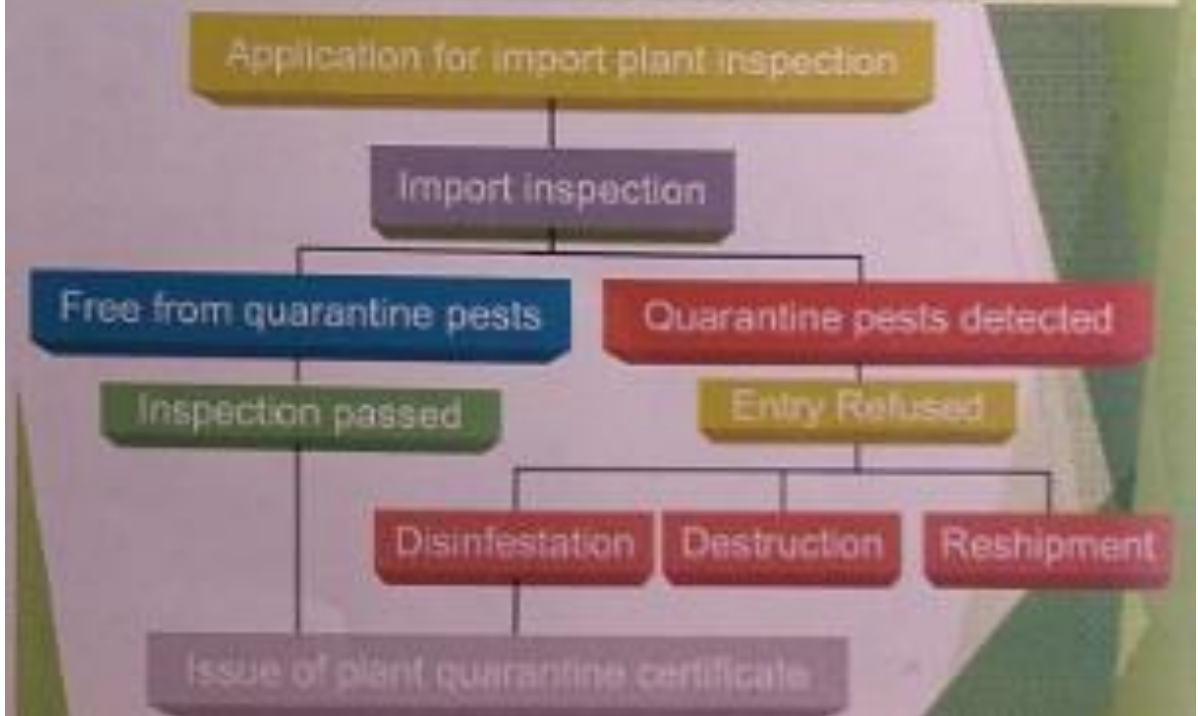 Application for import plant inspection
Import inspection
Free from quarantine pests
Quarantine pests detected
Inspection passed
Entry Refused
Disinfestation
Destruction
Reshipment
Issue of plant quarantine certificate